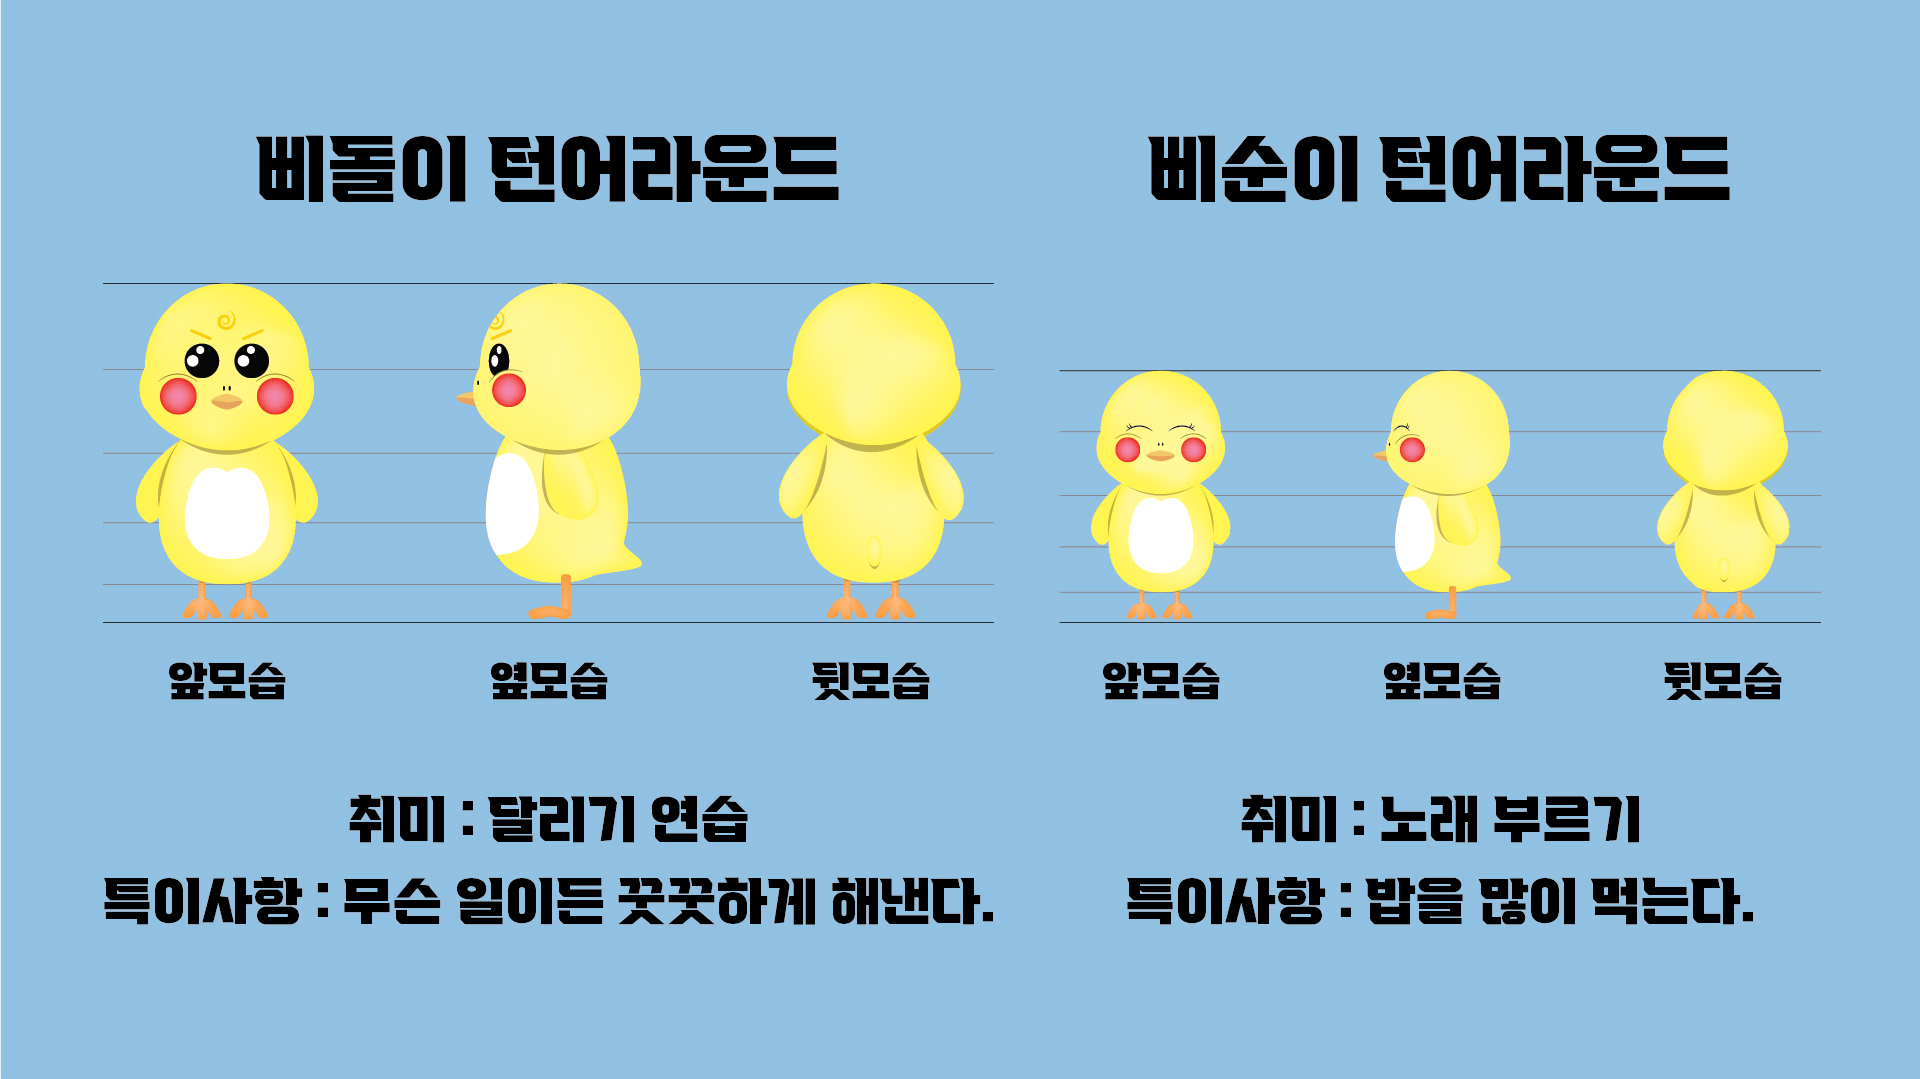 삐돌이 턴어라운드
앞모습 옆모습 뒷모습
취미 : 달리기 연습
특이사항 : 무슨 일이든 꿋꿋하게 해낸다.
삐순이 턴어라운드
앞모습 옆모습 뒷모습
취미 : 노래 부르기
특이사항 : 밥을 많이 먹는다.